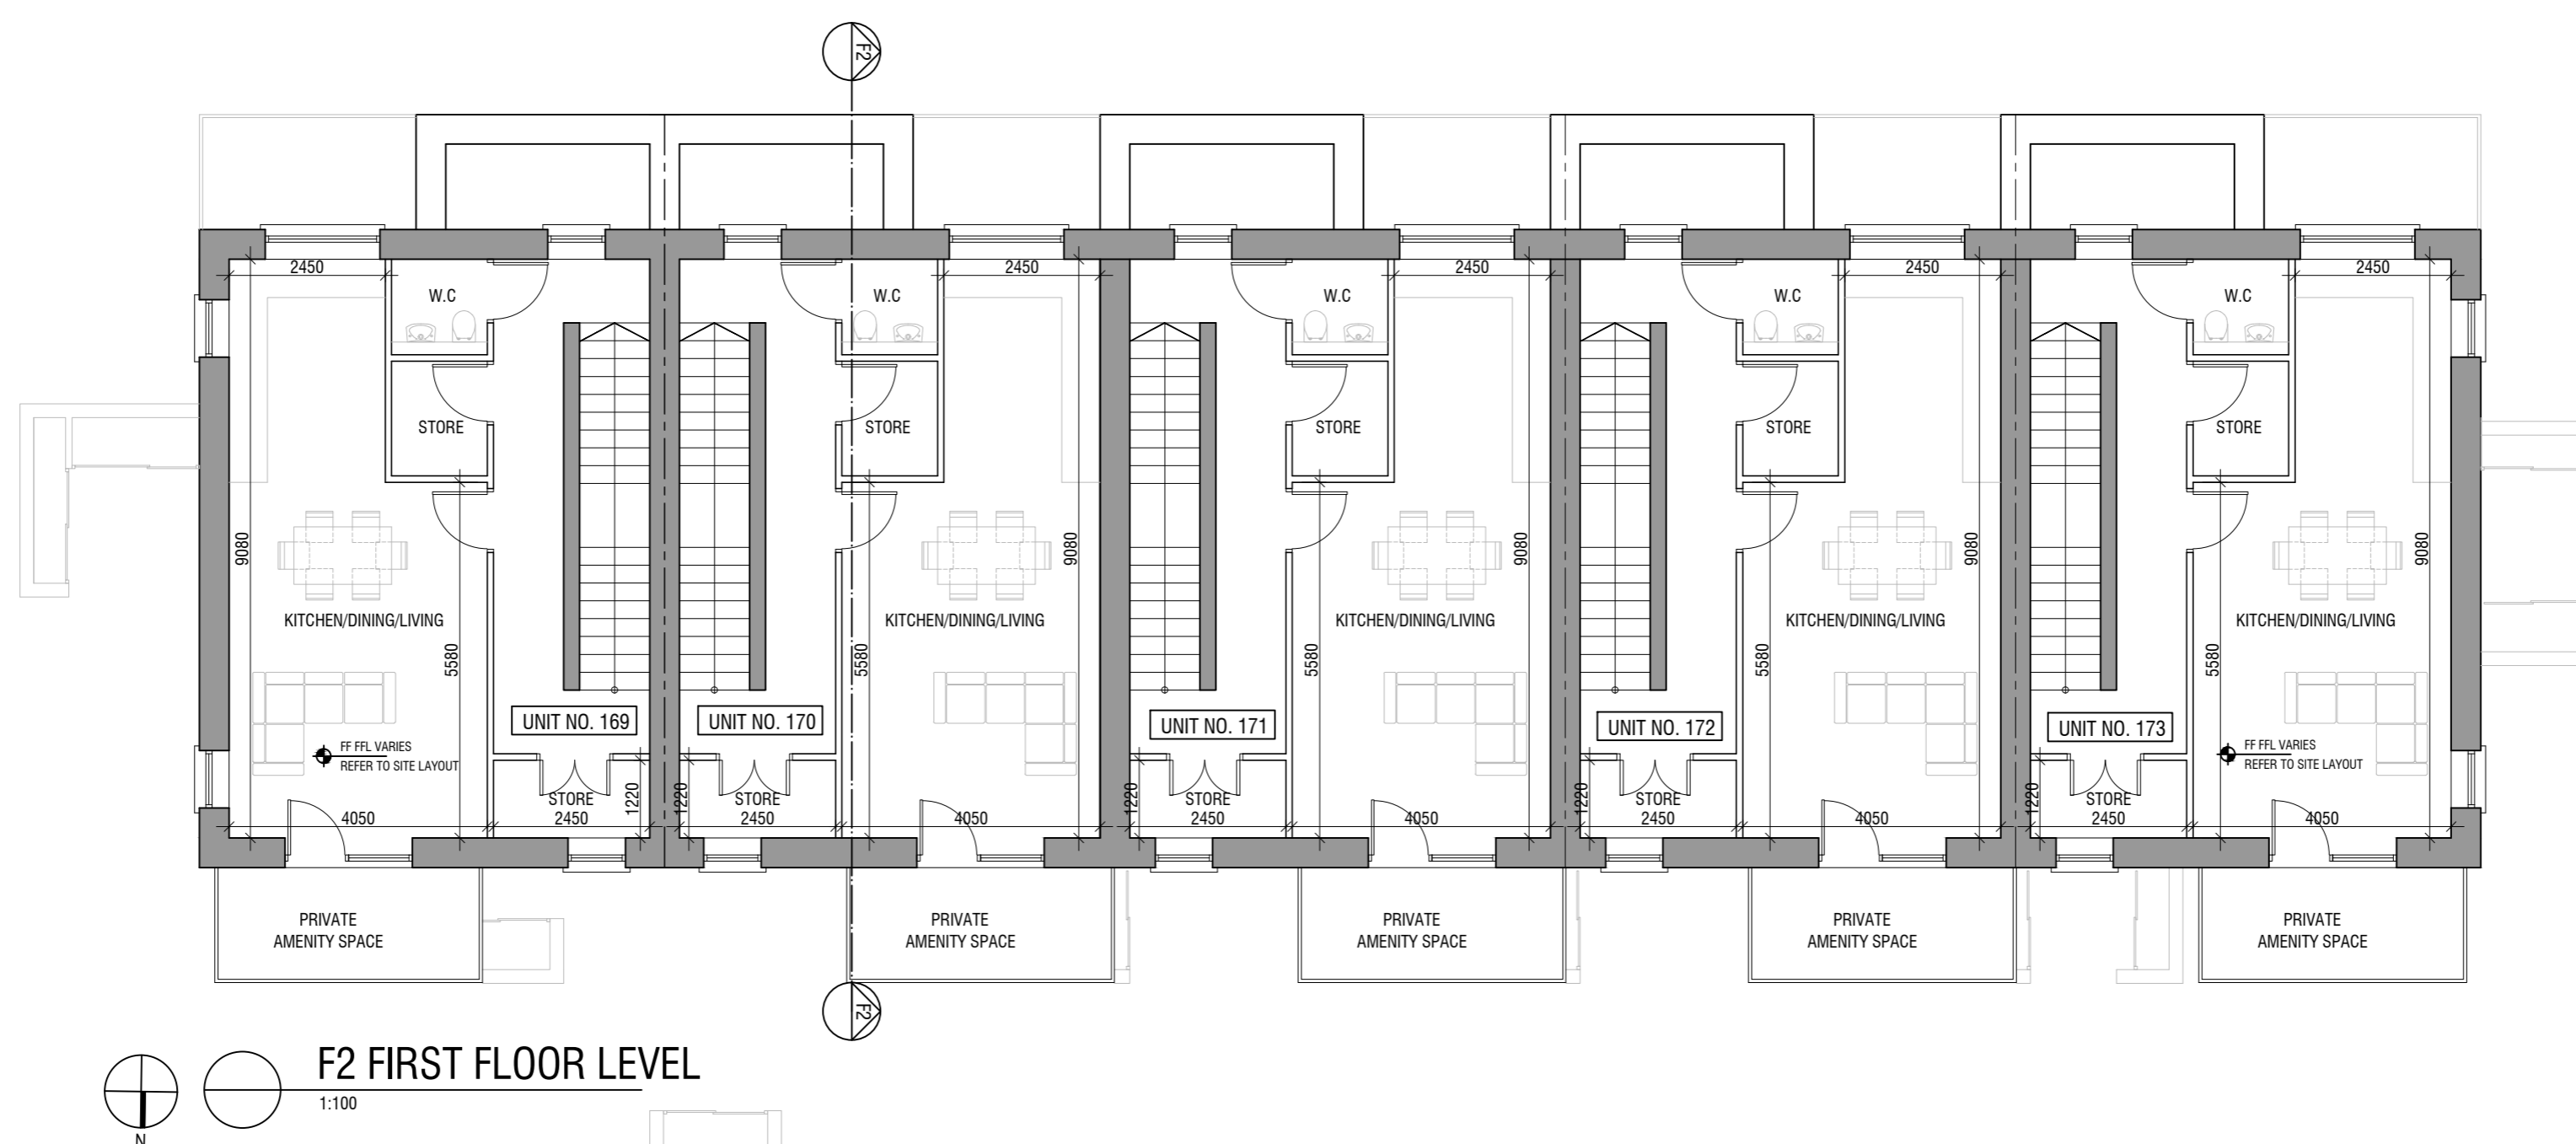 F2
2450
2450
2450
2450
2450
W.C
W.C
W.C
W.C
W.C
STORE
STORE
STORE
STORE
STORE
9080
9080
9080
9080
9080
KITCHEN/DINING/LIVING
KITCHEN/DINING/LIVING
KITCHEN/DINING/LIVING
KITCHEN/DINING/LIVING
KITCHEN/DINING/LIVING
5580
5580
5580
5580
5580
UNIT NO. 169
UNIT NO. 170
UNIT NO. 171
UNIT NO. 172
UNIT NO. 173
FF FFL VARIES
REFER TO SITE LAYOUT
FF FFL VARIES
REFER TO SITE LAYOUT
STORE
1220
1220
STORE
1220
STORE
1220
STORE
1220
STORE
4050
2450
2450
4050
2450
4050
2450
4050
2450
4050
PRIVATE
AMENITY SPACE
PRIVATE
AMENITY SPACE
PRIVATE
AMENITY SPACE
PRIVATE
AMENITY SPACE
PRIVATE
AMENITY SPACE
F2
F2 FIRST FLOOR LEVEL
1:100
N